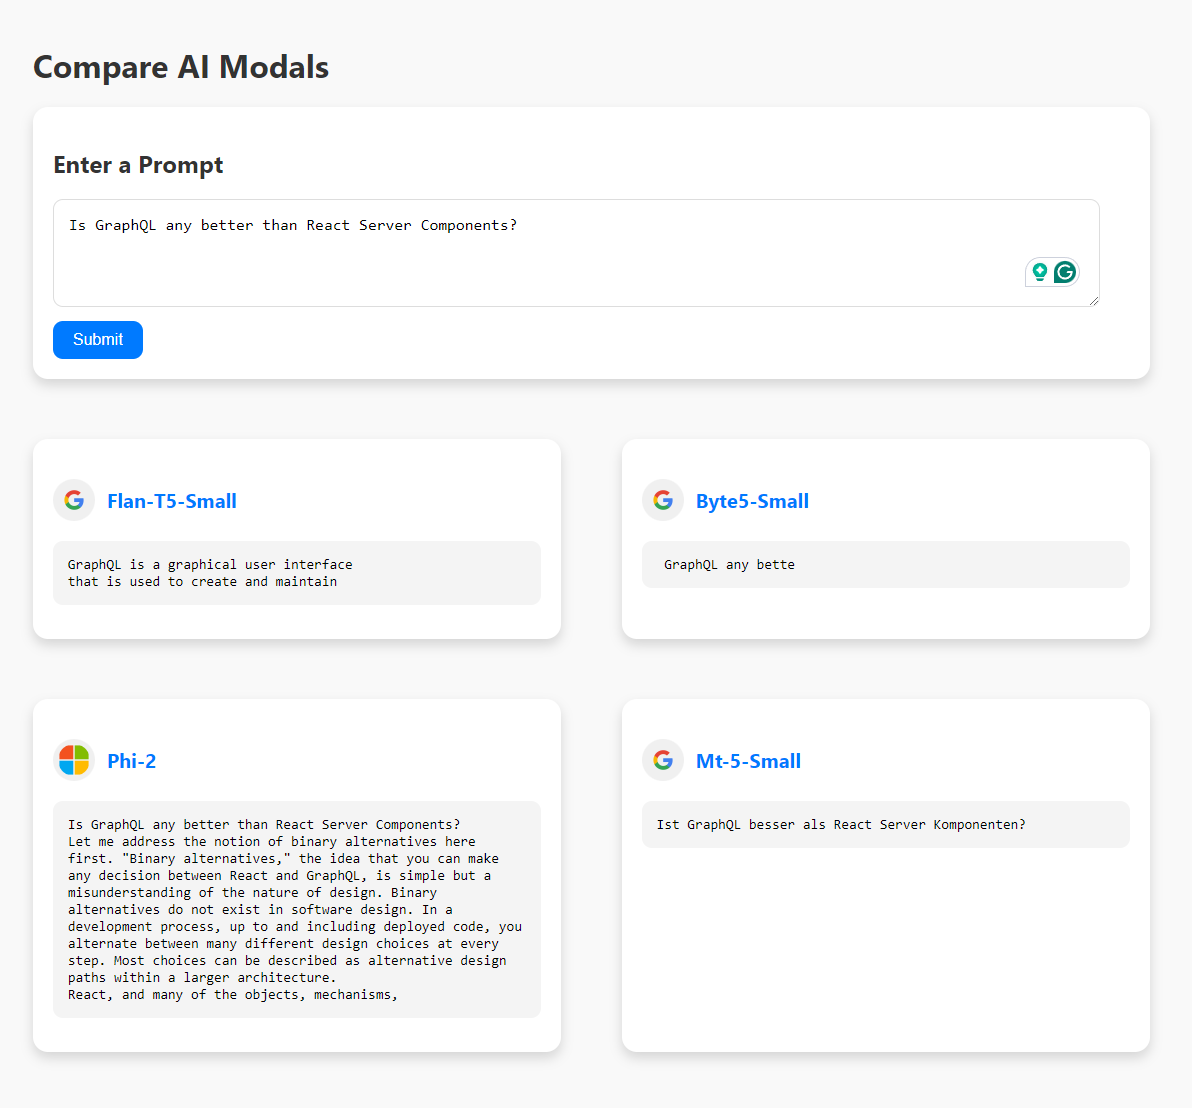 Compare AI Modals
Enter a Prompt
Is GraphQL any better than React Server Components?
Submit
Flan-T5-Small
GraphQL is a graphical user interface
that is used to create and maintain
Byte5-Small
GraphQL any bette
Phi-2
Is GraphQL any better than React Server Components?
Let me address the notion of binary alternatives here
first. "Binary alternatives," the idea that you can make
any decision between React and GraphQL, is simple but a
misunderstanding of the nature of design. Binary
alternatives do not exist in software design. In a
development process, up to and including deployed code, you
alternate between many different design choices at every
step. Most choices can be described as alternative design
paths within a larger architecture.
React, and many of the objects, mechanisms,
Mt-5-Small
Ist GraphQL besser als React Server Komponenten?